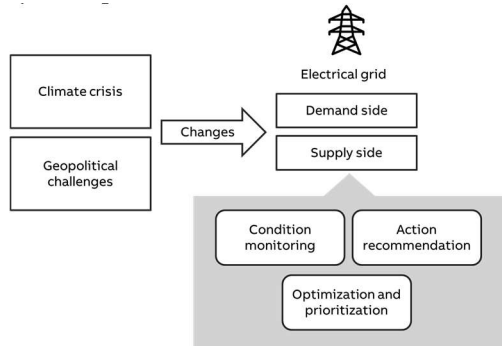 Climate crisis
Geopolitical
challenges
Changes
Electrical grid
Demand side
Supply side
Condition
monitoring
Action
recommendation
Optimization and
prioritization